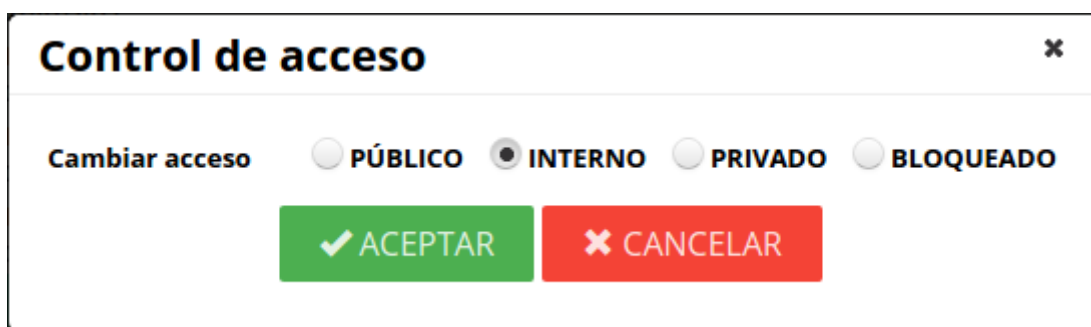 Control de acceso
Cambiar acceso PÚBLICO INTERNO PRIVADO BLOQUEADO
ACEPTAR CANCELAR